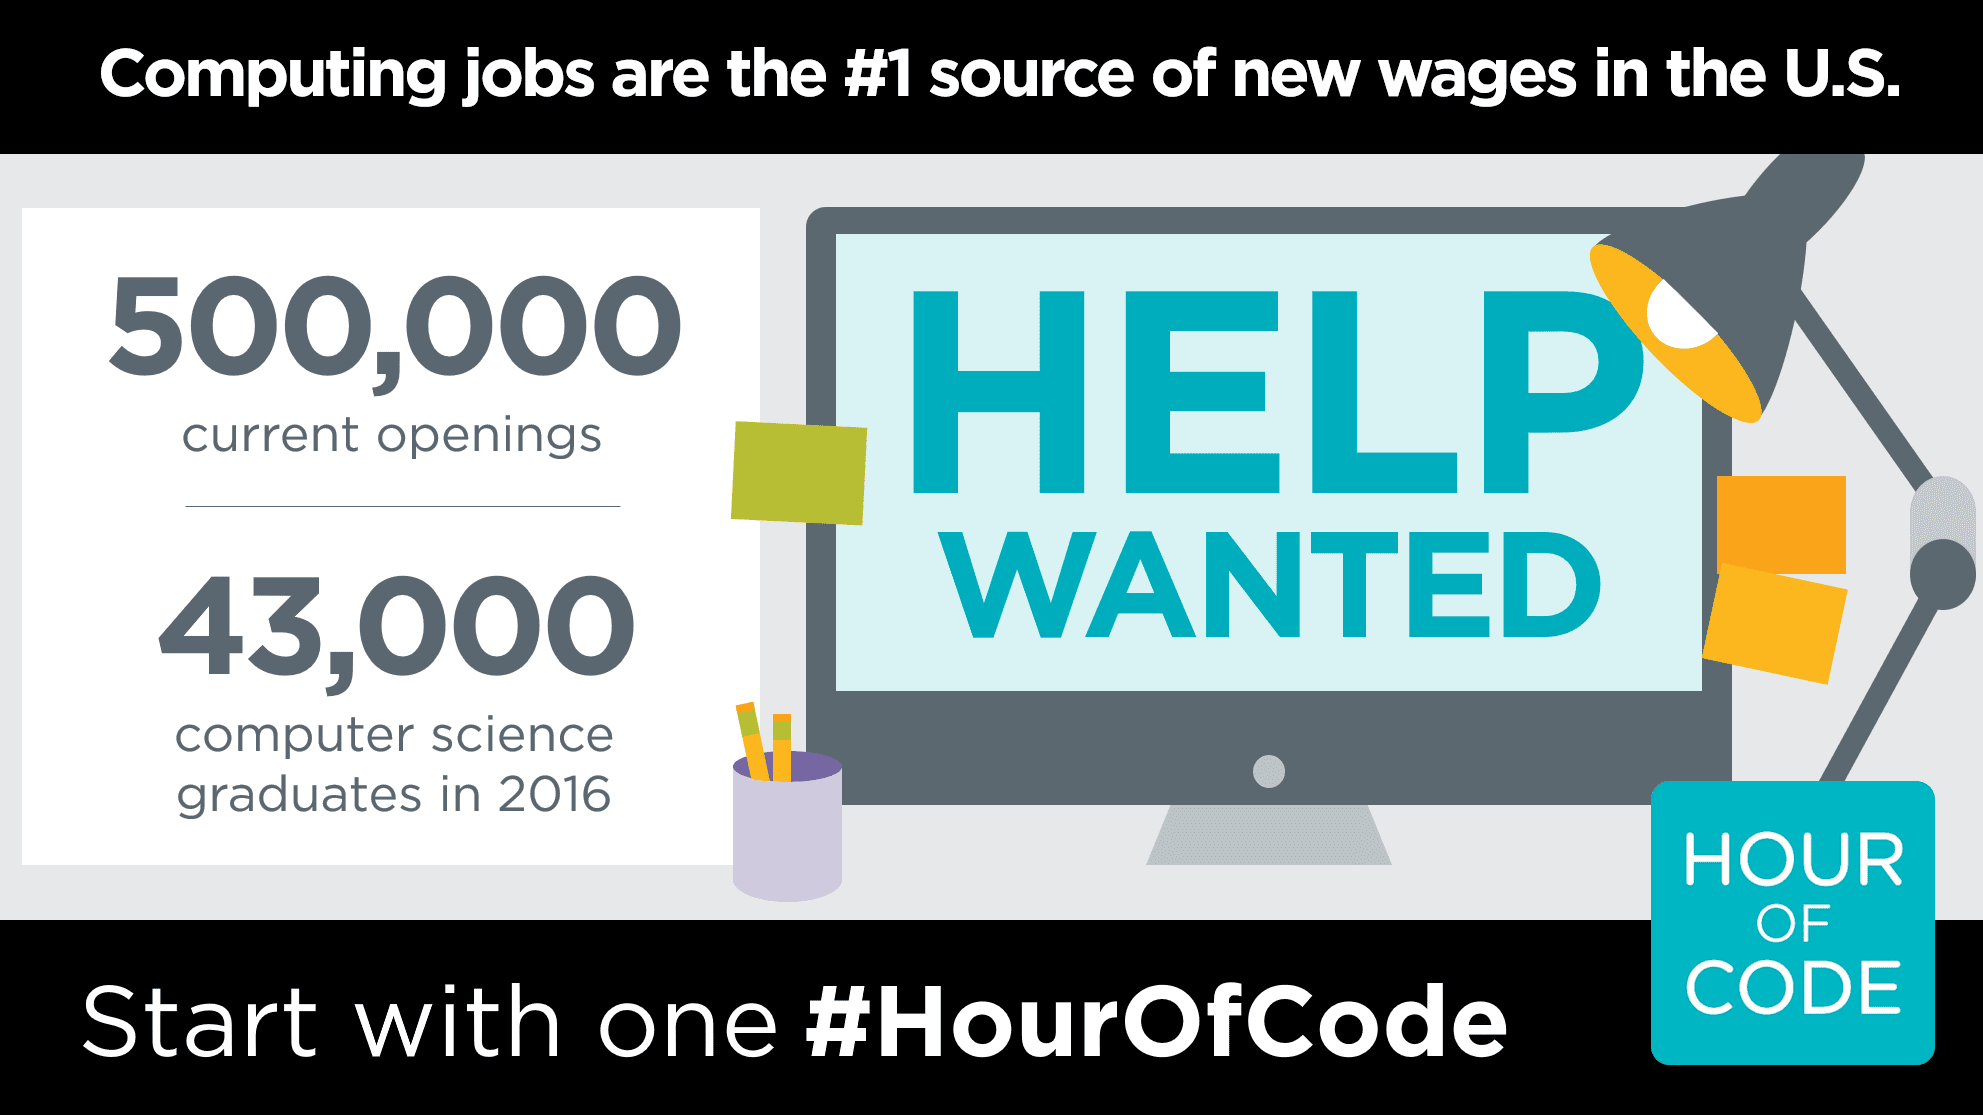 Computing jobs are the #1 source of new wages in the U.S.
500,000
current openings
43,000
computer science
graduates in 2016
HELP
WANTED
HOUR
OF
CODE
Start with one #HourOfCode